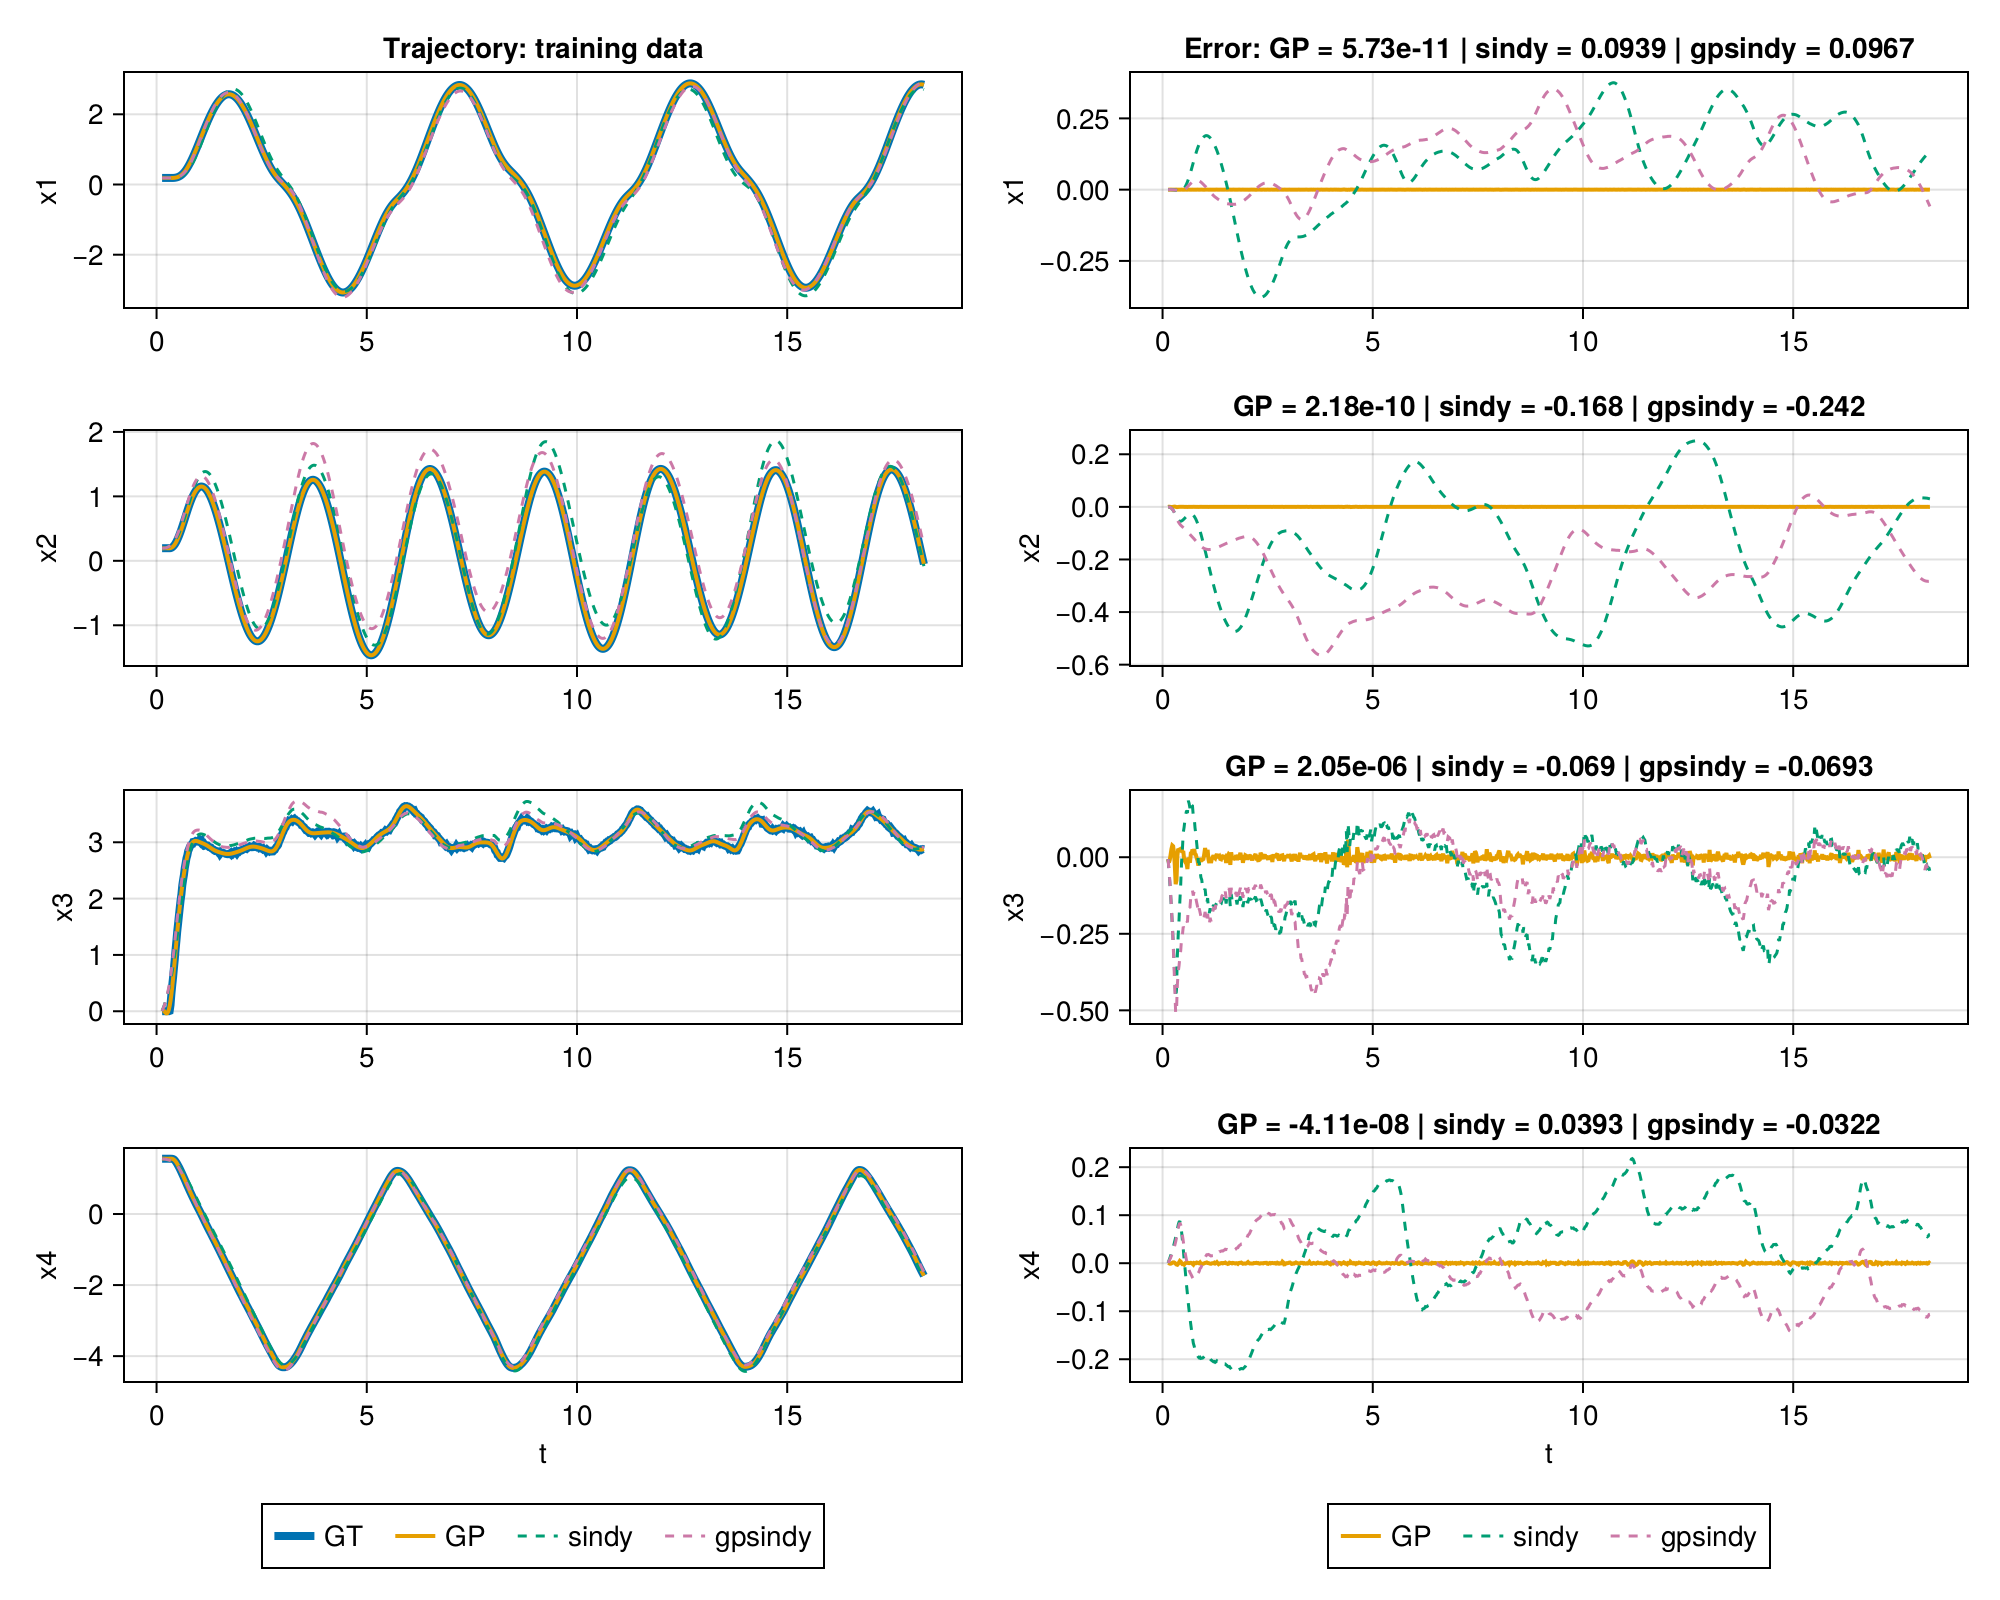 Trajectory: training data
x1
2
0
−2
0 5 10 15
Error: GP = 5.73e-11 | sindy = 0.0939 | gpsindy = 0.0967
x1
0.25
0.00
−0.25
0 5 10 15
x2
2
1
0
−1
0 5 10 15
GP = 2.18e-10 | sindy = -0.168 | gpsindy = -0.242
x2
0.2
0.0
−0.2
−0.4
−0.6
0 5 10 15
x3
3
2
1
0
0 5 10 15
GP = 2.05e-06 | sindy = -0.069 | gpsindy = -0.0693
x3
0.00
−0.25
−0.50
0 5 10 15
x4
0
−2
−4
0 5 10 15
t
GP = -4.11e-08 | sindy = 0.0393 | gpsindy = -0.0322
x4
0.2
0.1
0.0
−0.1
−0.2
0 5 10 15
t
GT GP sindy gpsindy
GP sindy gpsindy